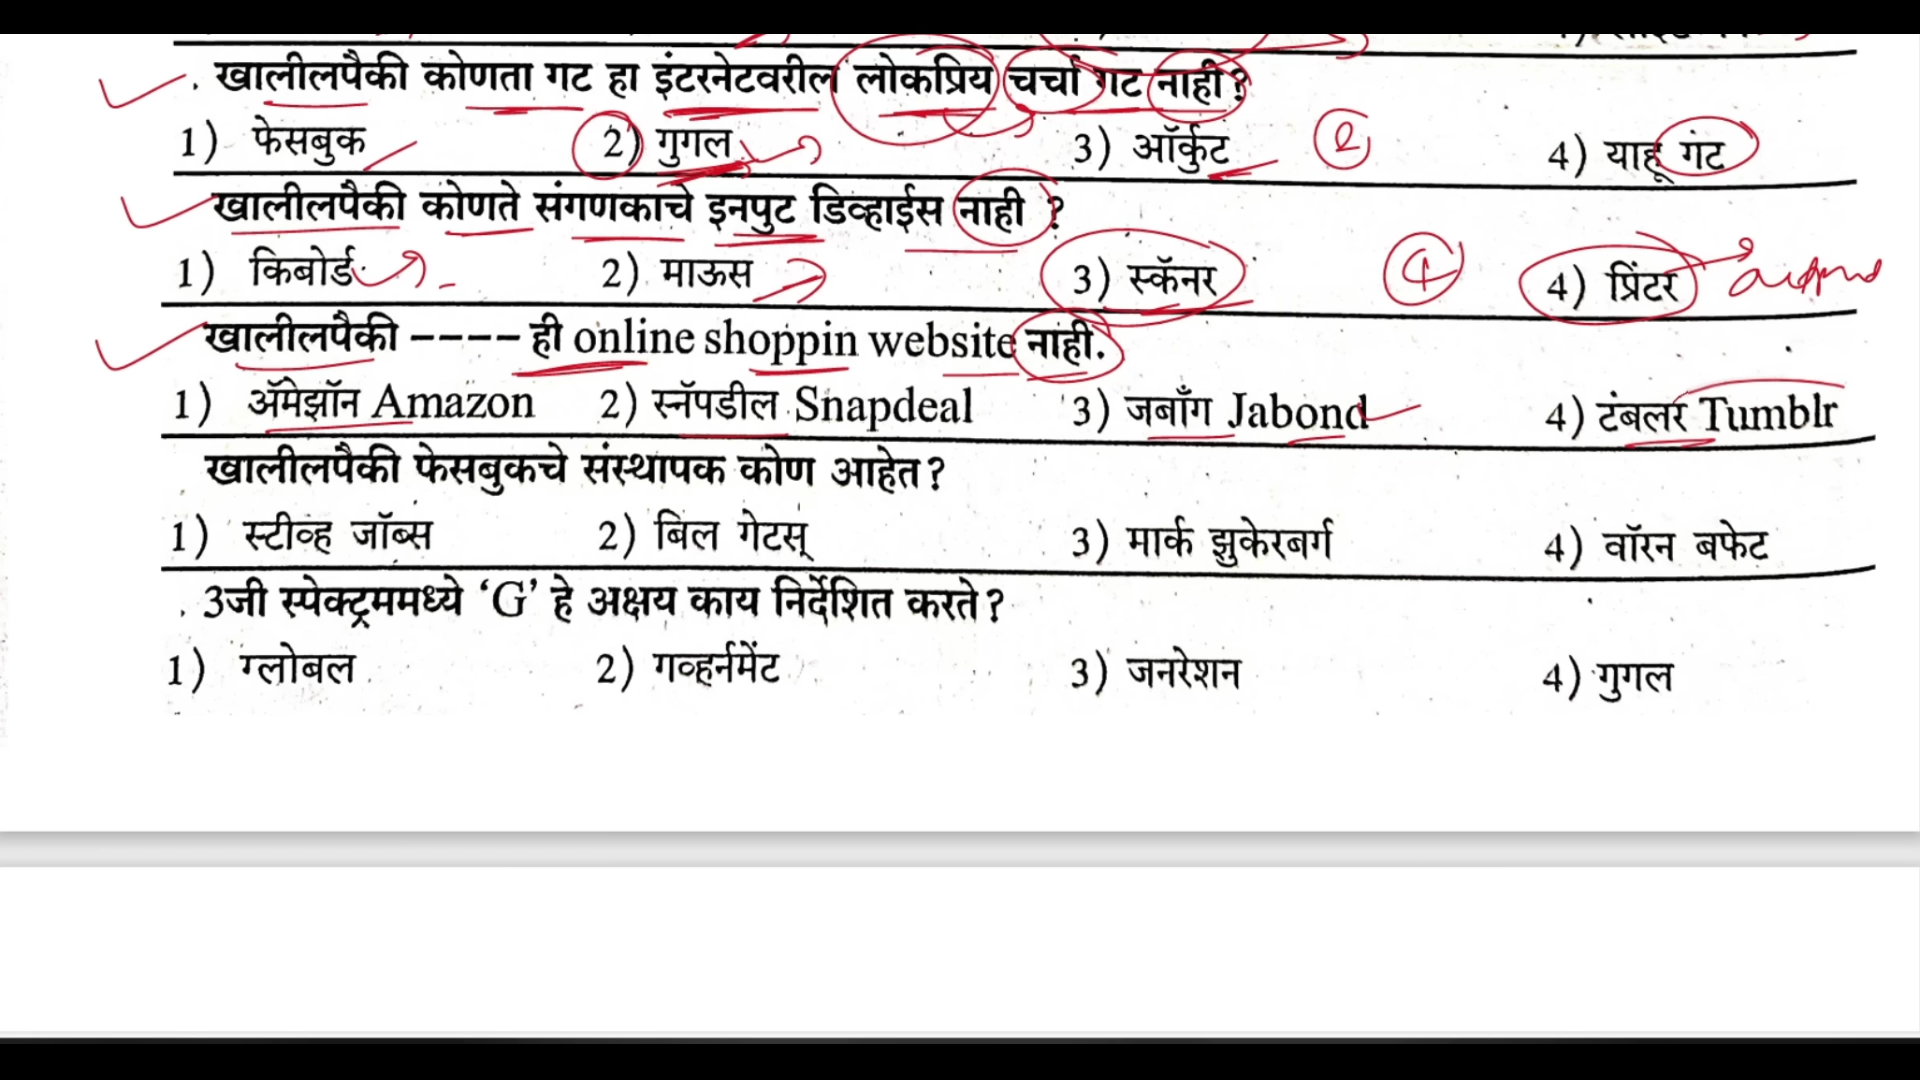 खालीलपैकी कोणता गट हा इंटरनेटवरील लोकप्रिय चर्चा गट नाही?
1) फेसबुक 2) गुगल 3) ऑर्कुट 2 4) याहू गट
खालीलपैकी कोणते संगणकाचे इनपुट डिव्हाईस नाही ?
1) किबोर्ड 2) माऊस 3) स्कॅनर 4 4) प्रिंटर
खालीलपैकी ---- ही online shoppin website नाही.
1) ॲमेझॉन Amazon 2) स्नॅपडील Snapdeal 3) जबाँग Jabond 4) टंबलर Tumblr
खालीलपैकी फेसबुकचे संस्थापक कोण आहेत?
1) स्टीव्ह जॉब्स 2) बिल गेटस् 3) मार्क झुकेरबर्ग 4) वॉरन बफेट
3जी स्पेक्ट्रममध्ये ‘G’ हे अक्षय काय निर्देशित करते?
1) ग्लोबल 2) गव्हर्नमेंट 3) जनरेशन 4) गुगल